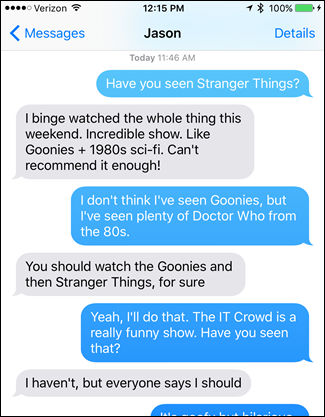 Verizon 12:15 PM 100%
Messages Jason Details
Today 11:46 AM
Have you seen Stranger Things?
I binge watched the whole thing this
weekend. Incredible show. Like
Goonies + 1980s sci-fi. Can't
recommend it enough!
I don't think I've seen Goonies, but
I've seen plenty of Doctor Who from
the 80s.
You should watch the Goonies and
then Stranger Things, for sure
Yeah, I'll do that. The IT Crowd is a
really funny show. Have you seen
that?
I haven't, but everyone says I should
It's goofy but hilarious